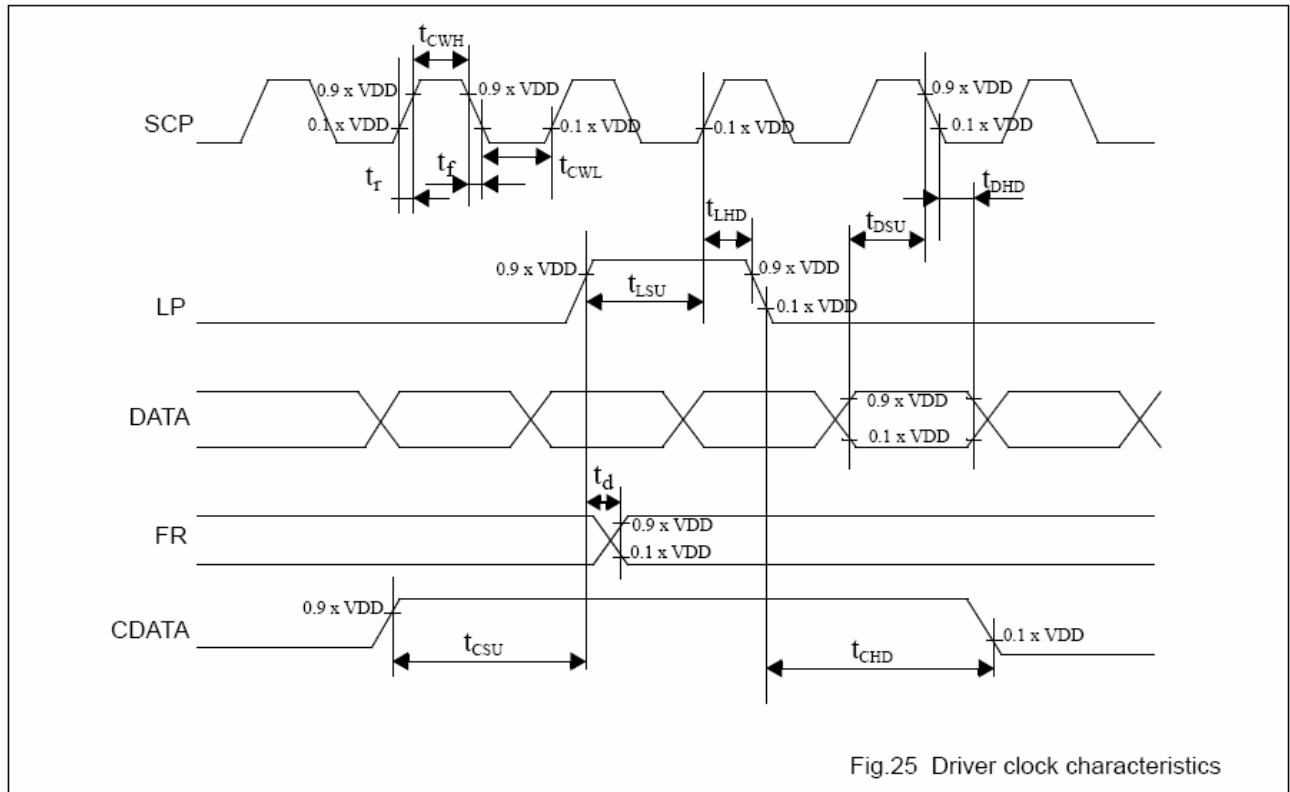 tCWH
0.9 x VDD
0.9 x VDD
0.9 x VDD
SCP
0.1 x VDD
0.1 x VDD
0.1 x VDD
0.1 x VDD
tr
tf
tCWL
tDHD
tLHD
tDSU
0.9 x VDD
0.9 x VDD
tLSU
LP
0.1 x VDD
DATA
0.9 x VDD
0.1 x VDD
td
FR
0.9 x VDD
0.1 x VDD
0.9 x VDD
CDATA
0.1 x VDD
tCSU
tCHD
Fig.25 Driver clock characteristics